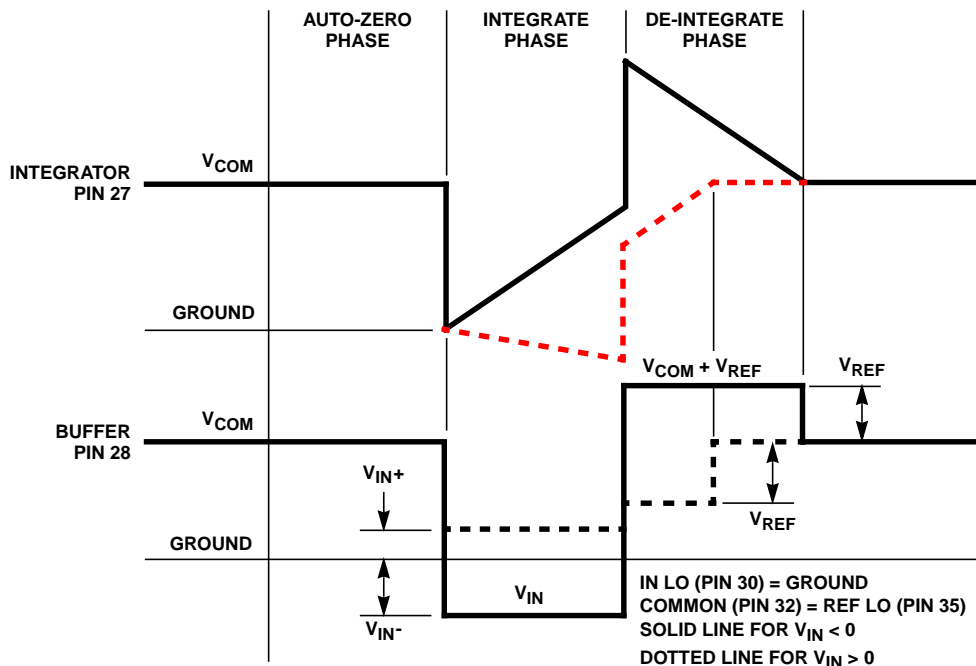 AUTO-ZERO
PHASE
INTEGRATE
PHASE
DE-INTEGRATE
PHASE
INTEGRATOR
PIN 27
VCOM
GROUND
VCOM + VREF
VREF
BUFFER
PIN 28
VCOM
VIN+
VREF
GROUND
VIN
VIN-
IN LO (PIN 30) = GROUND
COMMON (PIN 32) = REF LO (PIN 35)
SOLID LINE FOR VIN < 0
DOTTED LINE FOR VIN > 0